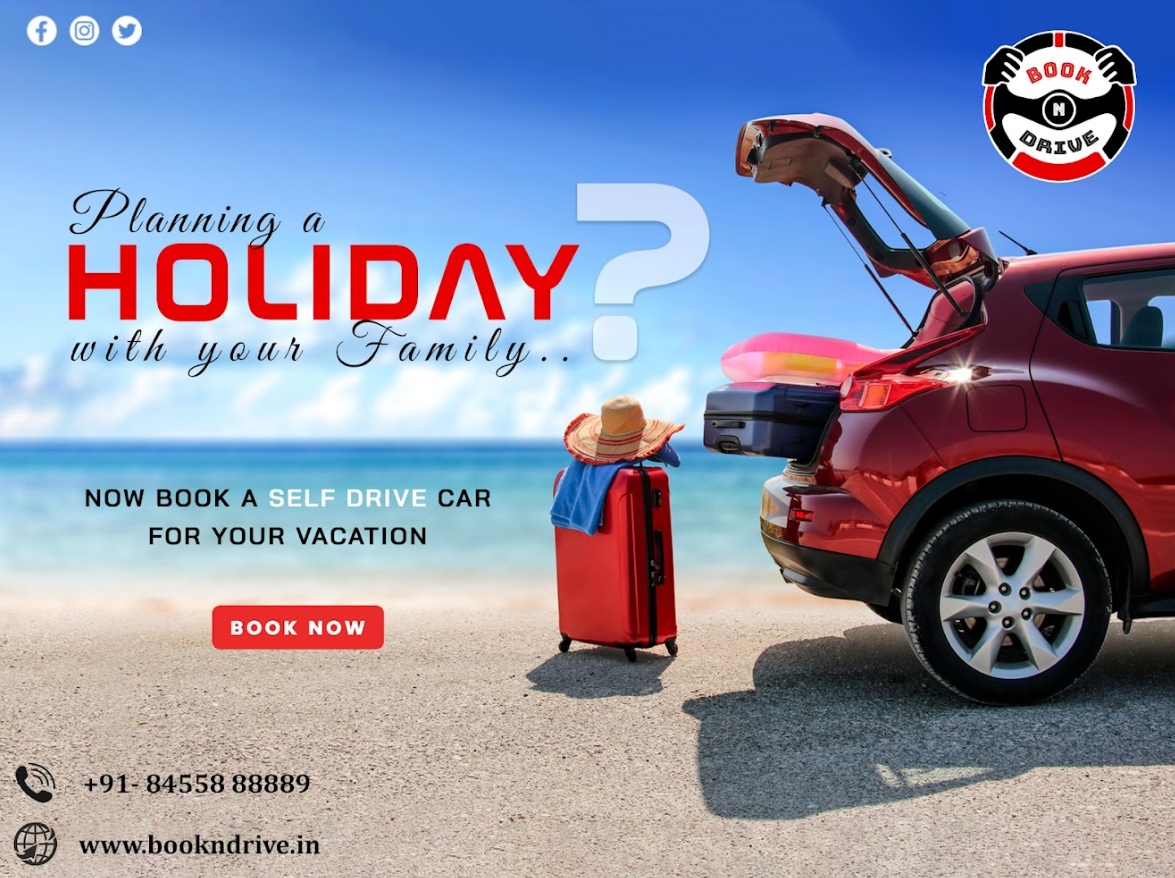 BOOK
N
DRIVE
Planning a
HOLIDAY?
with your Family..
NOW BOOK A SELF DRIVE CAR
FOR YOUR VACATION
BOOK NOW
+91- 84558 88889
www.bookndrive.in